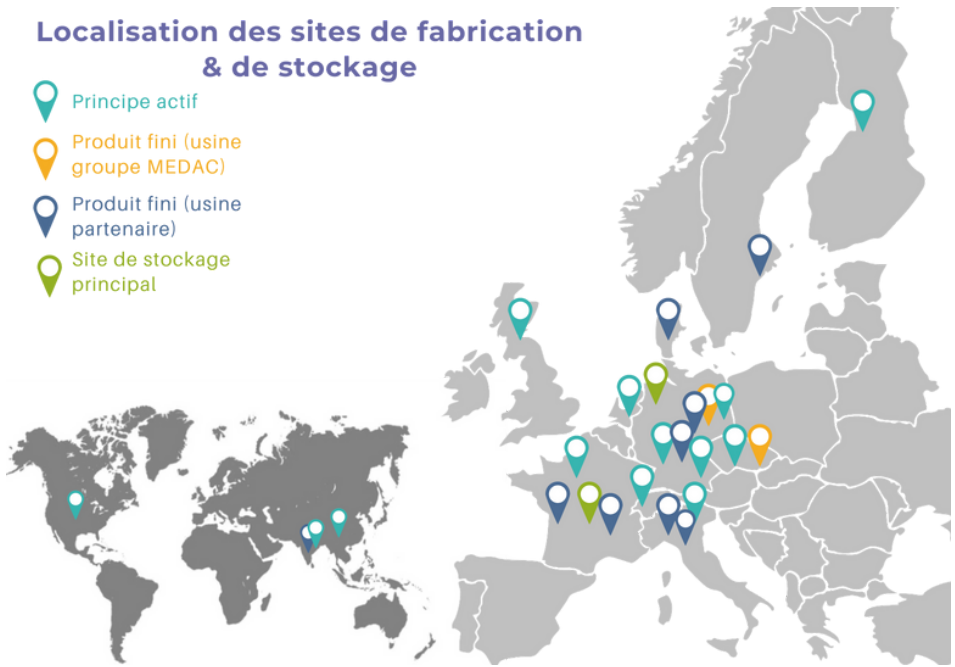 Localisation des sites de fabrication
& de stockage
Principe actif
Produit fini (usine
groupe MEDAC)
Produit fini (usine
partenaire)
Site de stockage
principal